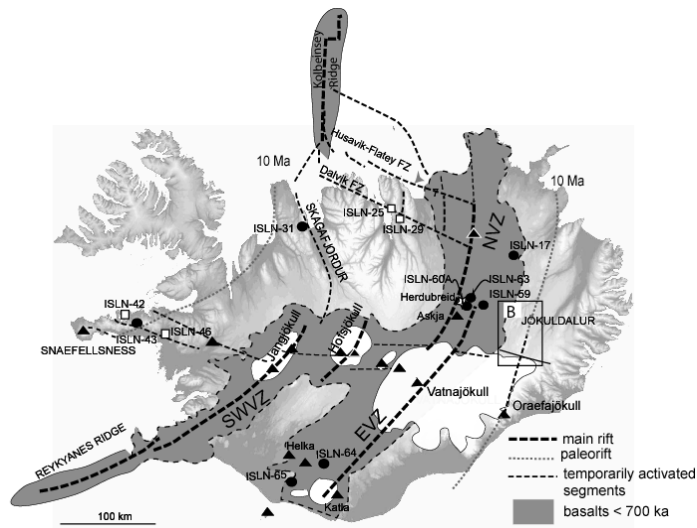 Kolbeinsey
Ridge
Husavik-Flatey FZ
10 Ma
Dalvik FZ
10 Ma
ISLN-25
ISLN-29
ISLN-31
SKAGAFJORDUR
NVZ
ISLN-17
ISLN-60A
ISLN-63
Herdubreid
ISLN-59
Askja
B
JÖKULDALUR
ISLN-42
ISLN-43
ISLN-46
SNAEFELLSNESS
Langjökull
Hofsjökull
Vatnajökull
Oraefajökull
SWVZ
EVZ
REYKYANES RIDGE
Helka
ISLN-64
ISLN-65
Katla
main rift
paleorift
temporarily activated
segments
basalts < 700 ka
100 km